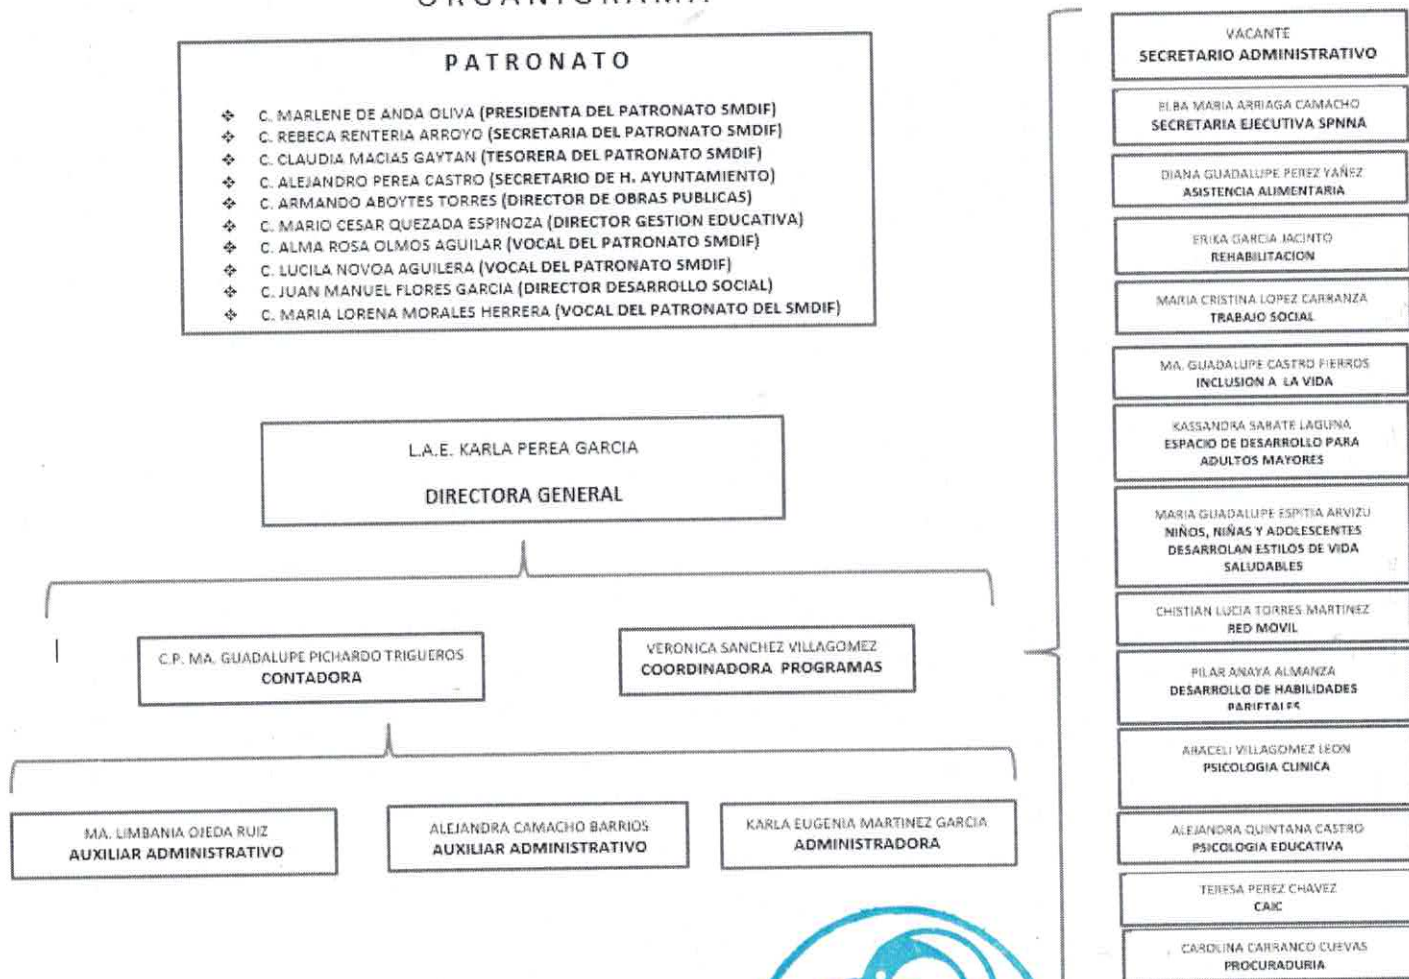 ORGANIGRAMA
PATRONATO
❖ C. MARLENE DE ANDA OLIVA (PRESIDENTA DEL PATRONATO SMDIF)
❖ C. REBECA RENTERIA ARROYO (SECRETARIA DEL PATRONATO SMDIF)
❖ C. CLAUDIA MACIAS GAYTAN (TESORERA DEL PATRONATO SMDIF)
❖ C. ALEJANDRO PEREA CASTRO (SECRETARIO DE H. AYUNTAMIENTO)
❖ C. ARMANDO ABOYTES TORRES (DIRECTOR DE OBRAS PUBLICAS)
❖ C. MARIO CESAR QUEZADA ESPINOZA (DIRECTOR GESTION EDUCATIVA)
❖ C. ALMA ROSA OLMOS AGUILAR (VOCAL DEL PATRONATO SMDIF)
❖ C. LUCILA NOVOA AGUILERA (VOCAL DEL PATRONATO SMDIF)
❖ C. JUAN MANUEL FLORES GARCIA (DIRECTOR DESARROLLO SOCIAL)
❖ C. MARIA LORENA MORALES HERRERA (VOCAL DEL PATRONATO DEL SMDIF)
L.A.E. KARLA PEREA GARCIA
DIRECTORA GENERAL
C.P. MA. GUADALUPE PICHARDO TRIGUEROS
CONTADORA
VERONICA SANCHEZ VILLAGOMEZ
COORDINADORA PROGRAMAS
MA. LIMBANIA OJEDA RUIZ
AUXILIAR ADMINISTRATIVO
ALEJANDRA CAMACHO BARRIOS
AUXILIAR ADMINISTRATIVO
KARLA EUGENIA MARTINEZ GARCIA
ADMINISTRADORA
VACANTE
SECRETARIO ADMINISTRATIVO
ELBA MARIA ARRIAGA CAMACHO
SECRETARIA EJECUTIVA SPNNA
DIANA GUADALUPE PEREZ YAÑEZ
ASISTENCIA ALIMENTARIA
ERIKA GARCIA JACINTO
REHABILITACION
MARIA CRISTINA LOPEZ CARRANZA
TRABAJO SOCIAL
MA. GUADALUPE CASTRO FIERROS
INCLUSION A LA VIDA
KASSANDRA SARATE LAGUNA
ESPACIO DE DESARROLLO PARA
ADULTOS MAYORES
MARIA GUADALUPE ESPITIA ARVIZU
NIÑOS, NIÑAS Y ADOLESCENTES
DESARROLAN ESTILOS DE VIDA
SALUDABLES
CHISTIAN LUCIA TORRES MARTINEZ
RED MOVIL
PILAR ANAYA ALMANZA
DESARROLLO DE HABILIDADES
PARIETALES
ARACELI VILLAGOMEZ LEON
PSICOLOGIA CLINICA
ALEJANDRA QUINTANA CASTRO
PSICOLOGIA EDUCATIVA
TERESA PEREZ CHAVEZ
CAIC
CAROLINA CARRANCO CUEVAS
PROCURADURIA